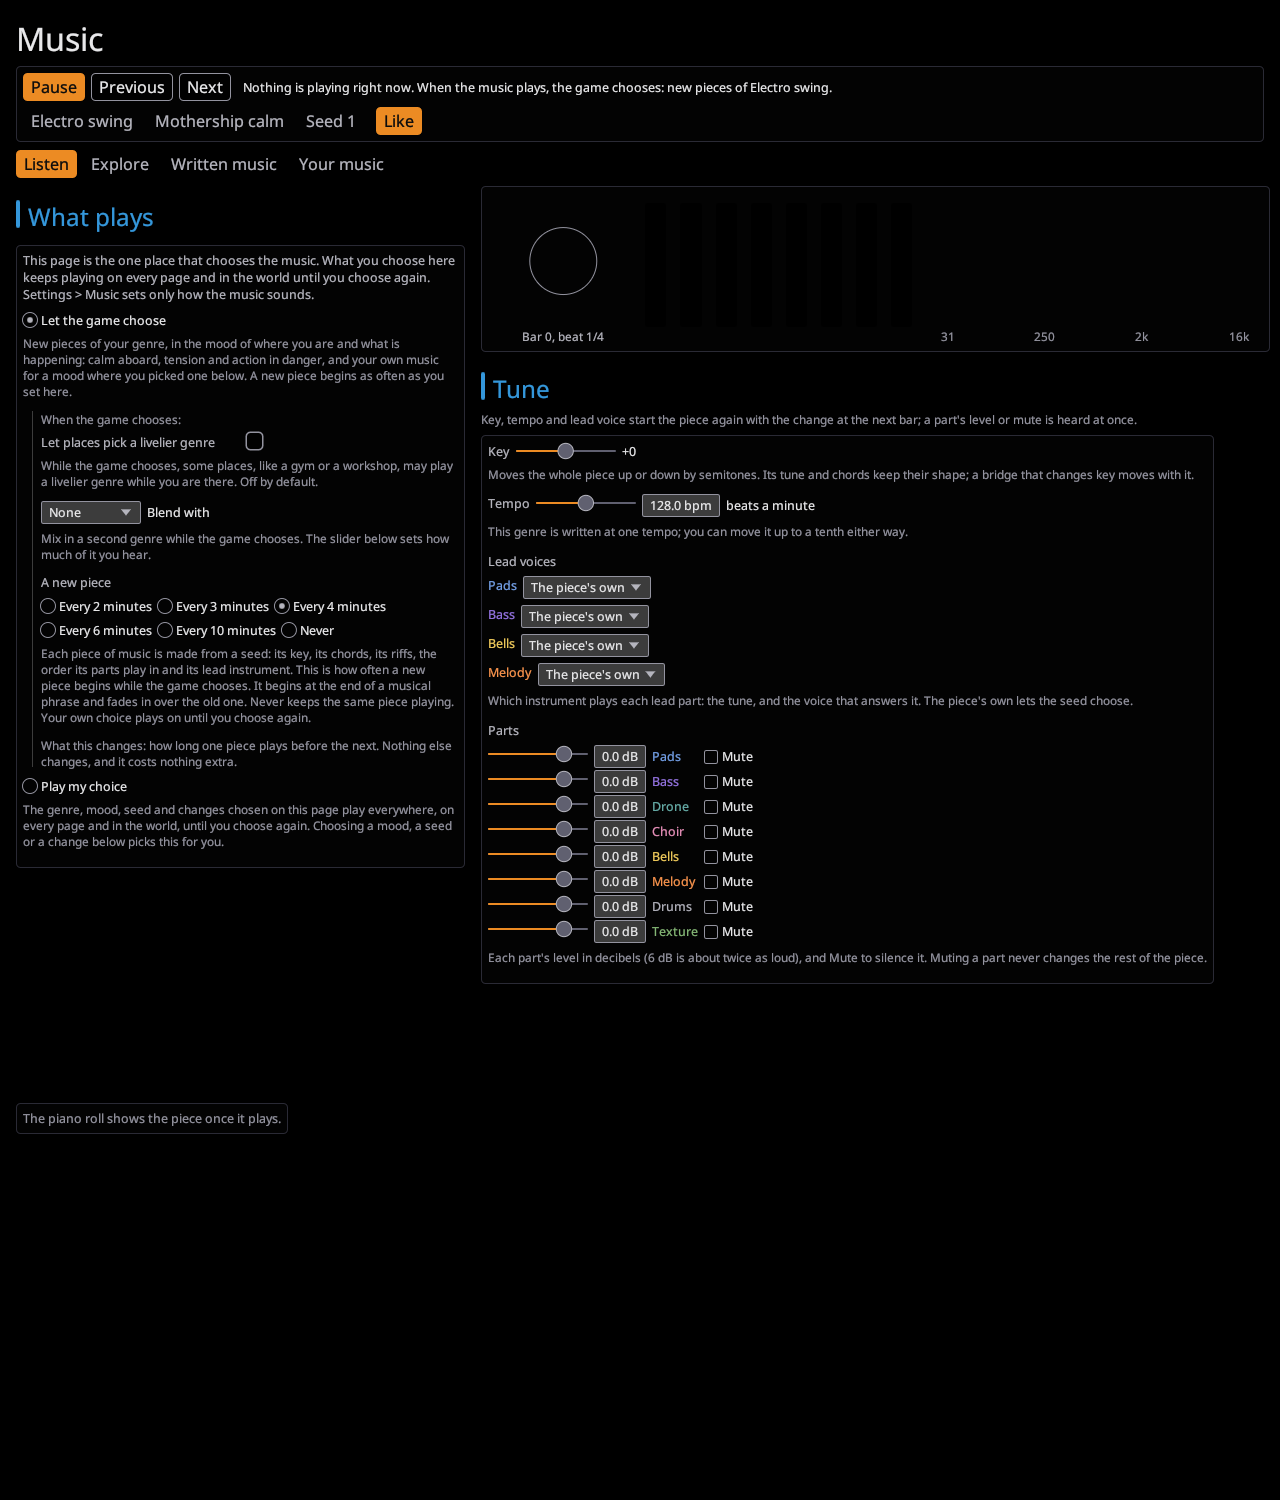 Music
Pause Previous Next Nothing is playing right now. When the music plays, the game chooses: new pieces of Electro swing.
Electro swing Mothership calm Seed 1 Like
Listen Explore Written music Your music
What plays
This page is the one place that chooses the music. What you choose here
keeps playing on every page and in the world until you choose again.
Settings > Music sets only how the music sounds.
Let the game choose
New pieces of your genre, in the mood of where you are and what is
happening: calm aboard, tension and action in danger, and your own music
for a mood where you picked one below. A new piece begins as often as you
set here.
When the game chooses:
Let places pick a livelier genre
While the game chooses, some places, like a gym or a workshop, may play
a livelier genre while you are there. Off by default.
None Blend with
Mix in a second genre while the game chooses. The slider below sets how
much of it you hear.
A new piece
Every 2 minutes Every 3 minutes Every 4 minutes
Every 6 minutes Every 10 minutes Never
Each piece of music is made from a seed: its key, its chords, its riffs, the
order its parts play in and its lead instrument. This is how often a new
piece begins while the game chooses. It begins at the end of a musical
phrase and fades in over the old one. Never keeps the same piece playing.
Your own choice plays on until you choose again.
What this changes: how long one piece plays before the next. Nothing else
changes, and it costs nothing extra.
Play my choice
The genre, mood, seed and changes chosen on this page play everywhere, on
every page and in the world, until you choose again. Choosing a mood, a seed
or a change below picks this for you.
Bar 0, beat 1/4 31 250 2k 16k
Tune
Key, tempo and lead voice start the piece again with the change at the next bar; a part's level or mute is heard at once.
Key +0
Moves the whole piece up or down by semitones. Its tune and chords keep their shape; a bridge that changes key moves with it.
Tempo 128.0 bpm beats a minute
This genre is written at one tempo; you can move it up to a tenth either way.
Lead voices
Pads The piece's own
Bass The piece's own
Bells The piece's own
Melody The piece's own
Which instrument plays each lead part: the tune, and the voice that answers it. The piece's own lets the seed choose.
Parts
0.0 dB Pads Mute
0.0 dB Bass Mute
0.0 dB Drone Mute
0.0 dB Choir Mute
0.0 dB Bells Mute
0.0 dB Melody Mute
0.0 dB Drums Mute
0.0 dB Texture Mute
Each part's level in decibels (6 dB is about twice as loud), and Mute to silence it. Muting a part never changes the rest of the piece.
The piano roll shows the piece once it plays.